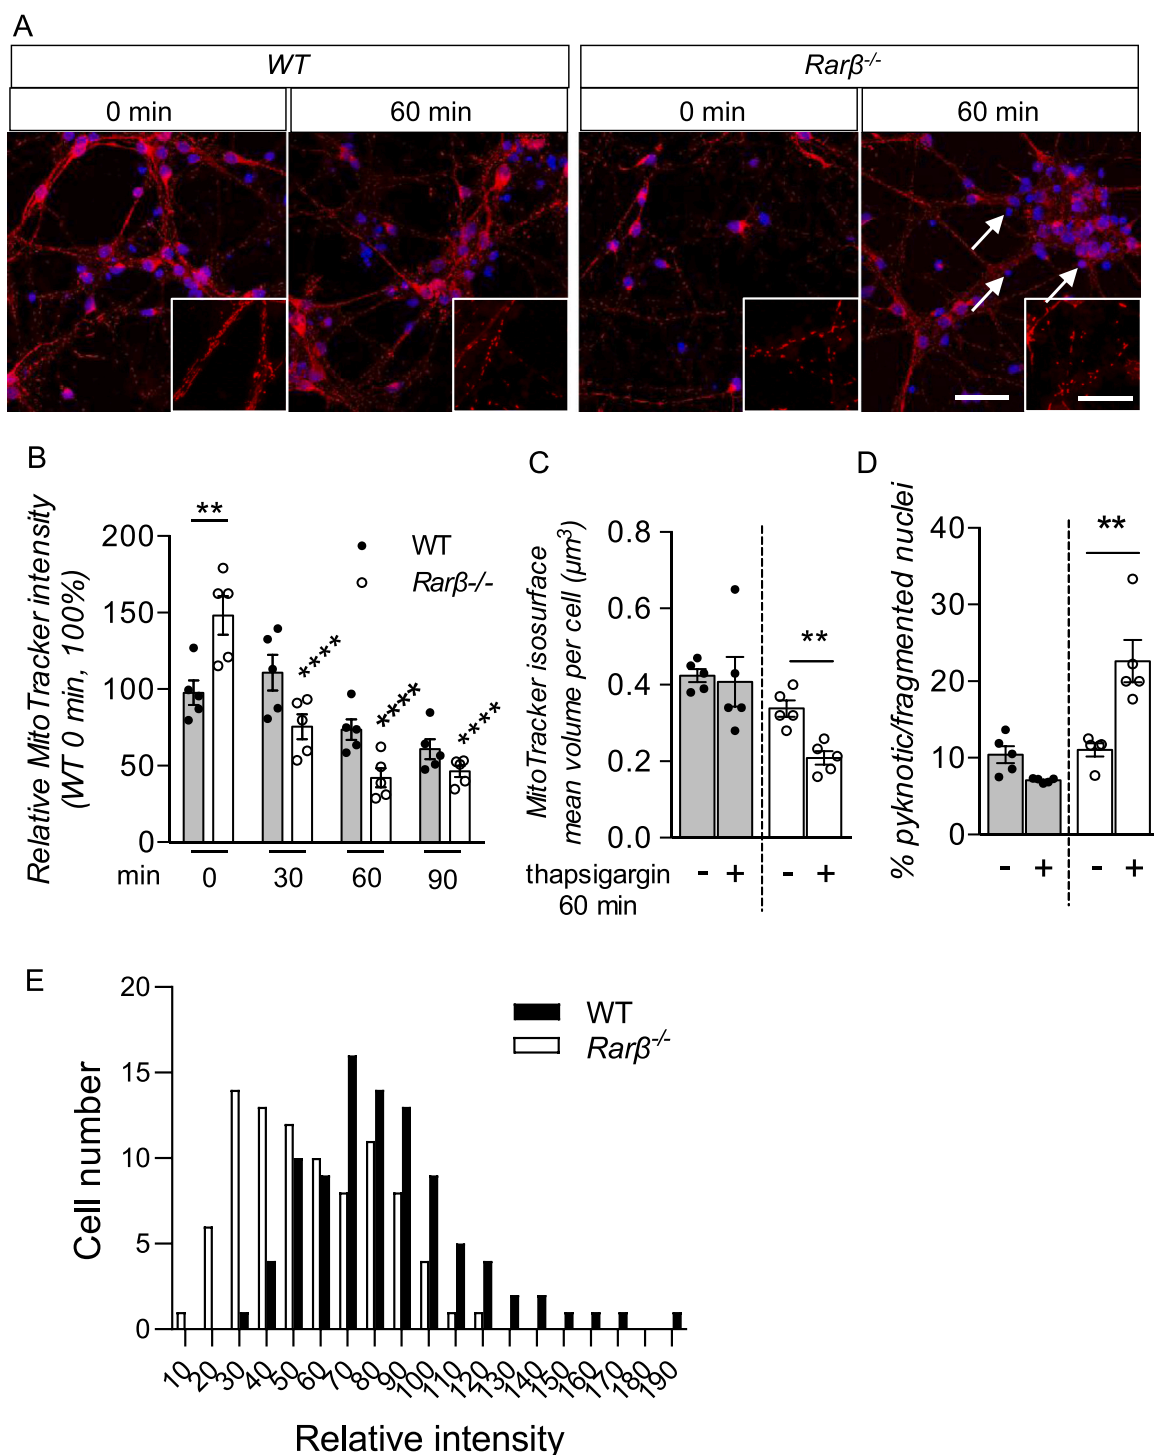 A
WT
Rarβ-/-
0 min
60 min
0 min
60 min
B
Relative MitoTracker intensity
(WT 0 min, 100%)
200
150
100
50
0
**
****
****
****
WT
Rarβ-/-
min
0
30
60
90
C
MitoTracker isosurface
mean volume per cell (μm³)
0.8
0.6
0.4
0.2
0.0
**
thapsigargin
60 min
- + - +
D
% pyknotic/fragmented nuclei
40
30
20
10
0
**
- + - +
E
Cell number
20
15
10
5
0
WT
Rarβ-/-
10 20 30 40 50 60 70 80 90 100 110 120 130 140 150 160 170 180 190
Relative intensity